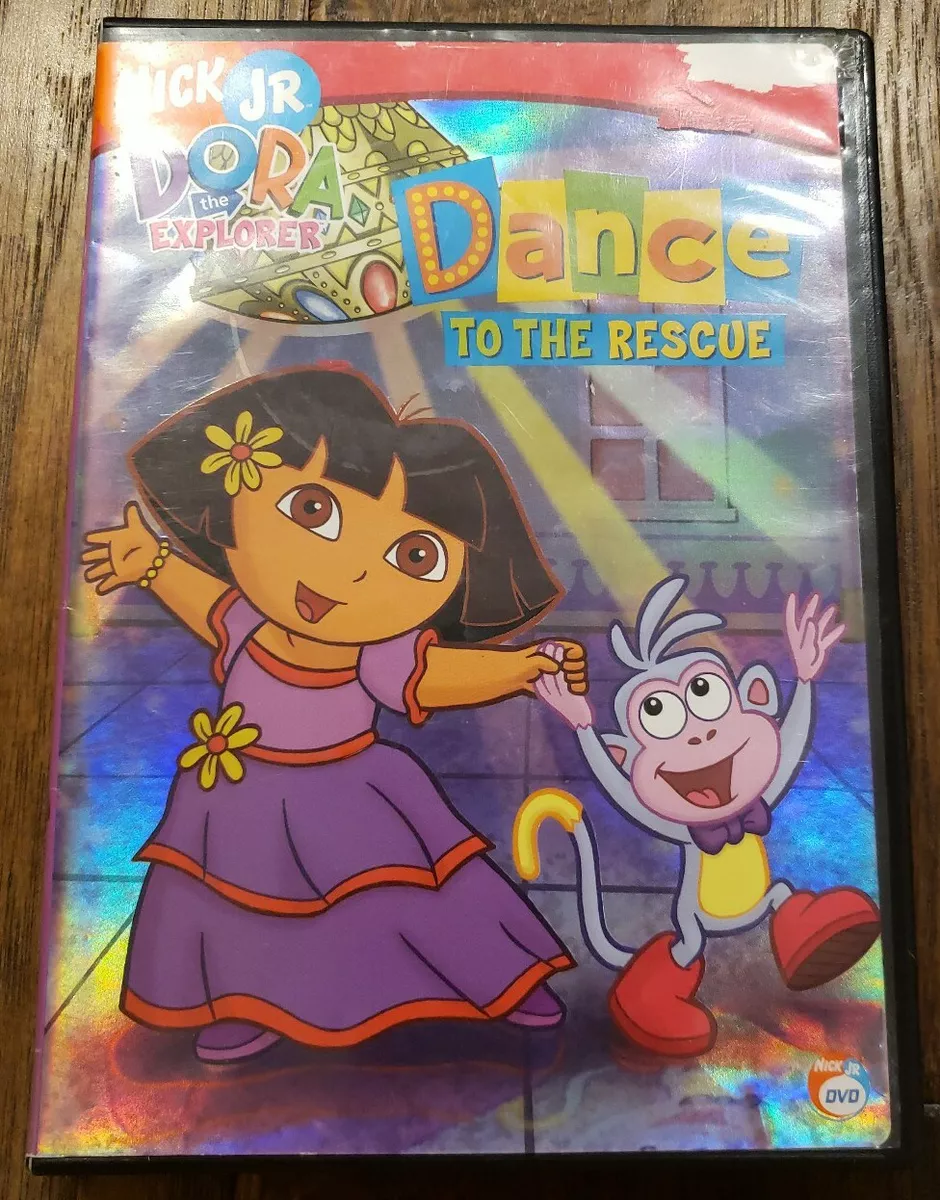 NICK JR
DORA
the
EXPLORER
Dance
TO THE RESCUE
NICK JR
DVD